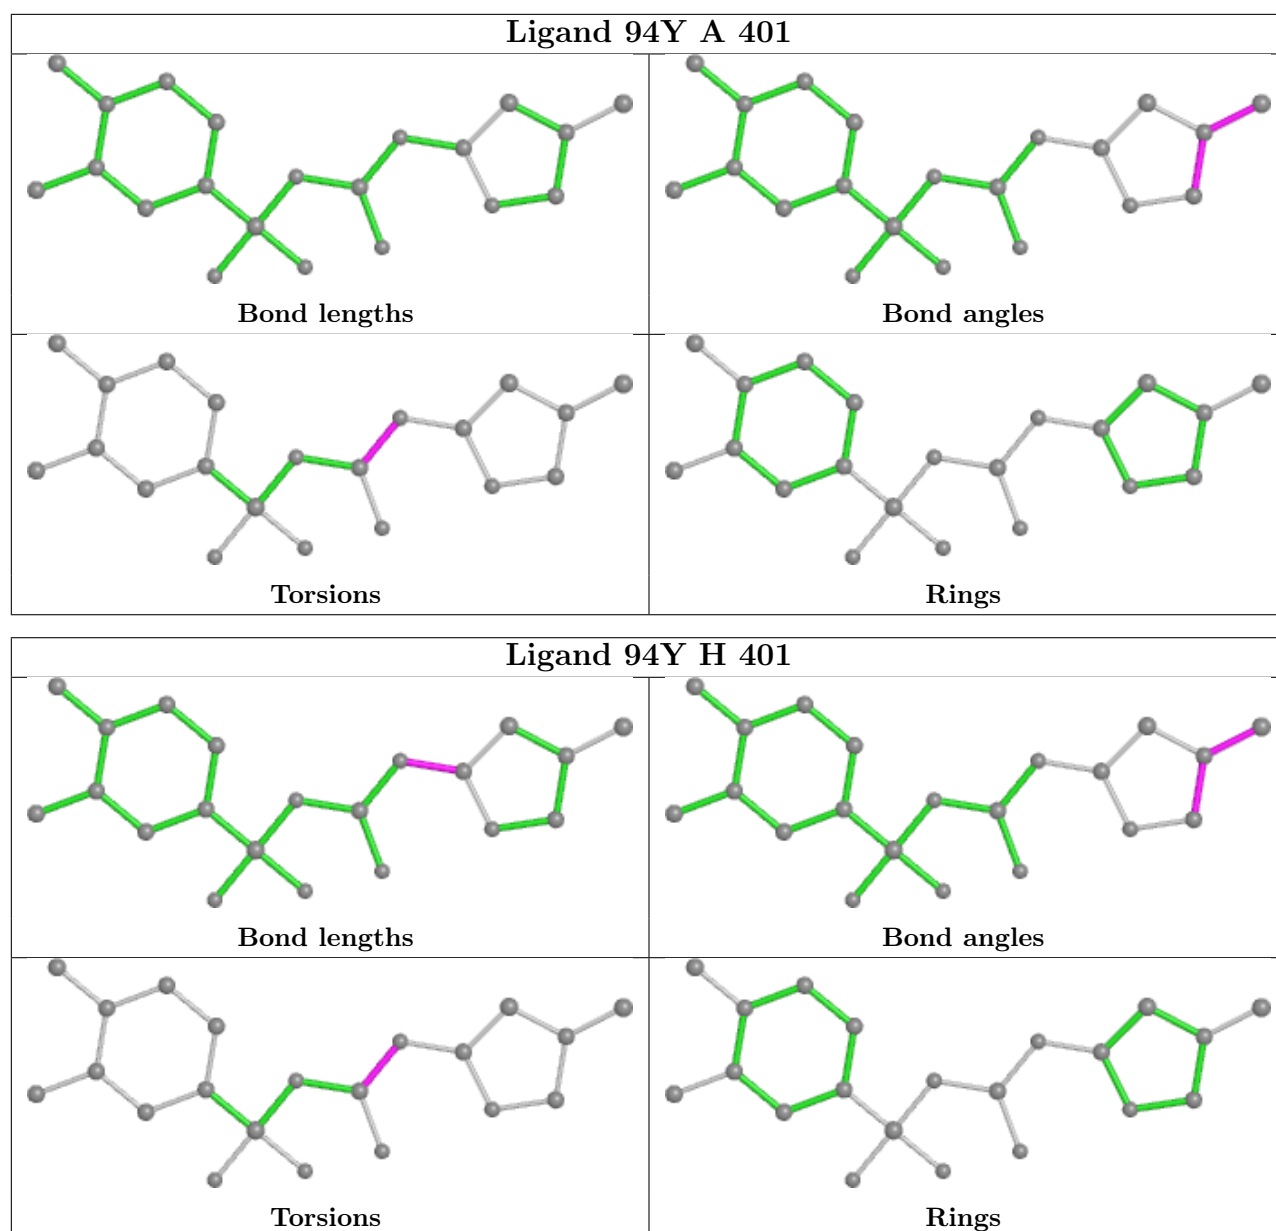 Ligand 94Y A 401
Bond lengths
Bond angles
Torsions
Rings
Ligand 94Y H 401
Bond lengths
Bond angles
Torsions
Rings